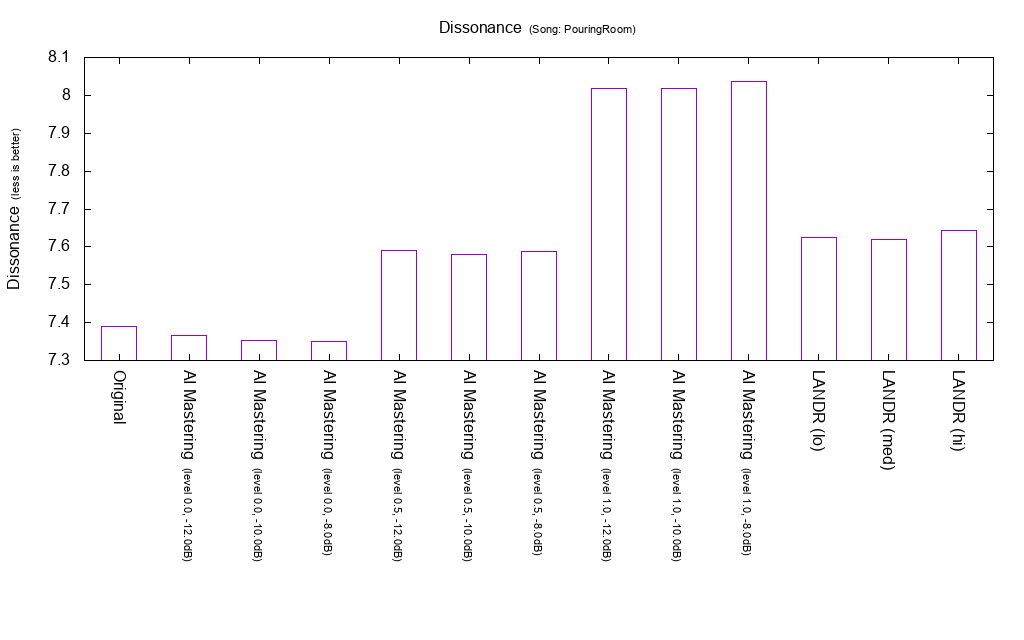 Dissonance (Song: PouringRoom)
Dissonance (less is better)
8.1
8
7.9
7.8
7.7
7.6
7.5
7.4
7.3
Original
AI Mastering (level 0.0, -12.0dB)
AI Mastering (level 0.0, -10.0dB)
AI Mastering (level 0.0, -8.0dB)
AI Mastering (level 0.5, -12.0dB)
AI Mastering (level 0.5, -10.0dB)
AI Mastering (level 0.5, -8.0dB)
AI Mastering (level 1.0, -12.0dB)
AI Mastering (level 1.0, -10.0dB)
AI Mastering (level 1.0, -8.0dB)
LANDR (lo)
LANDR (med)
LANDR (hi)